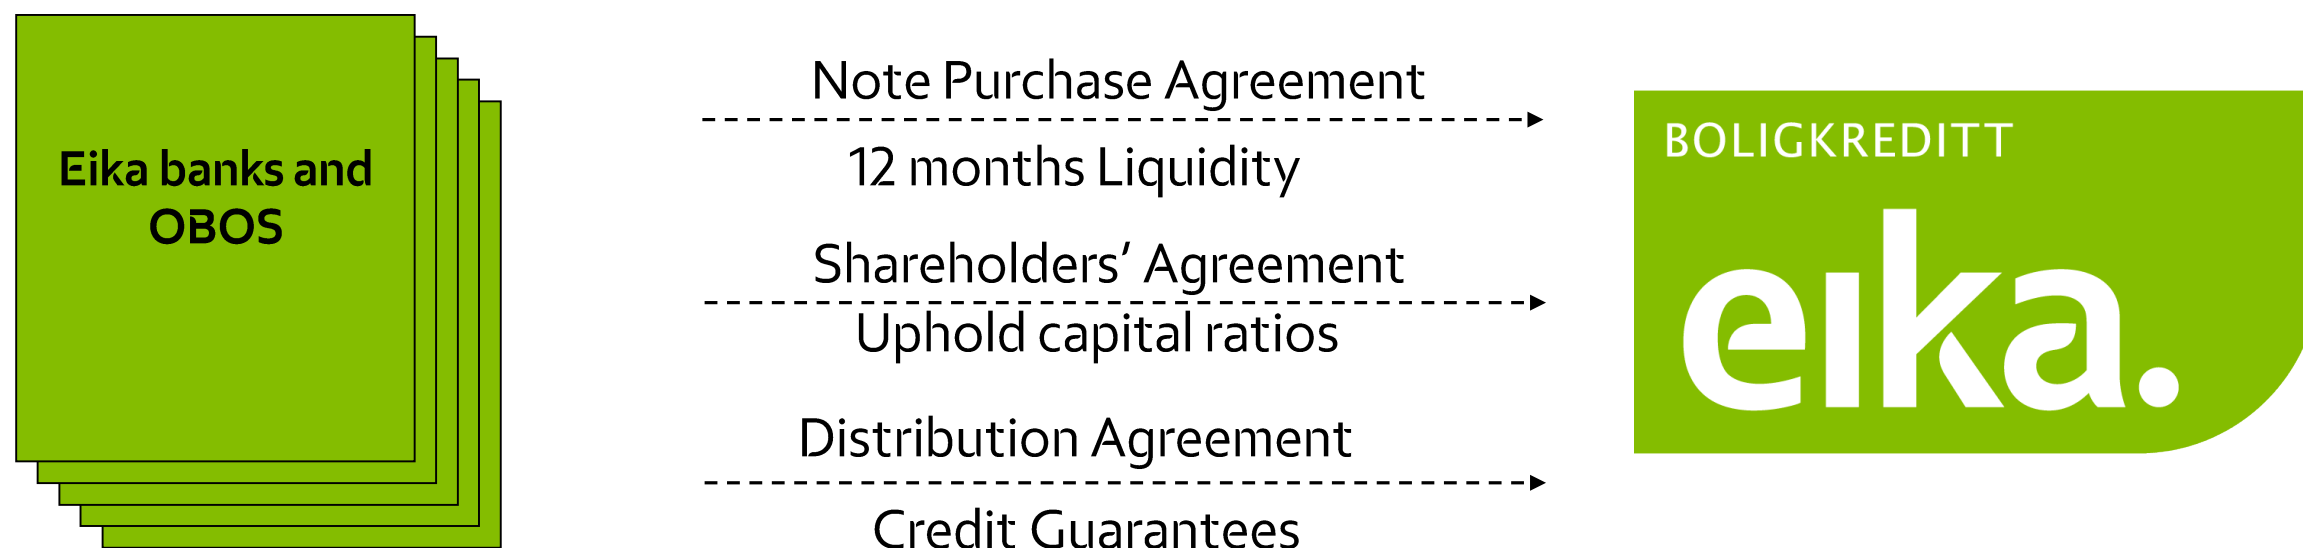 Eika banks and
OBOS
Note Purchase Agreement
12 months Liquidity
Shareholders’ Agreement
Uphold capital ratios
Distribution Agreement
Credit Guarantees
BOLIGKREDITT
eika.